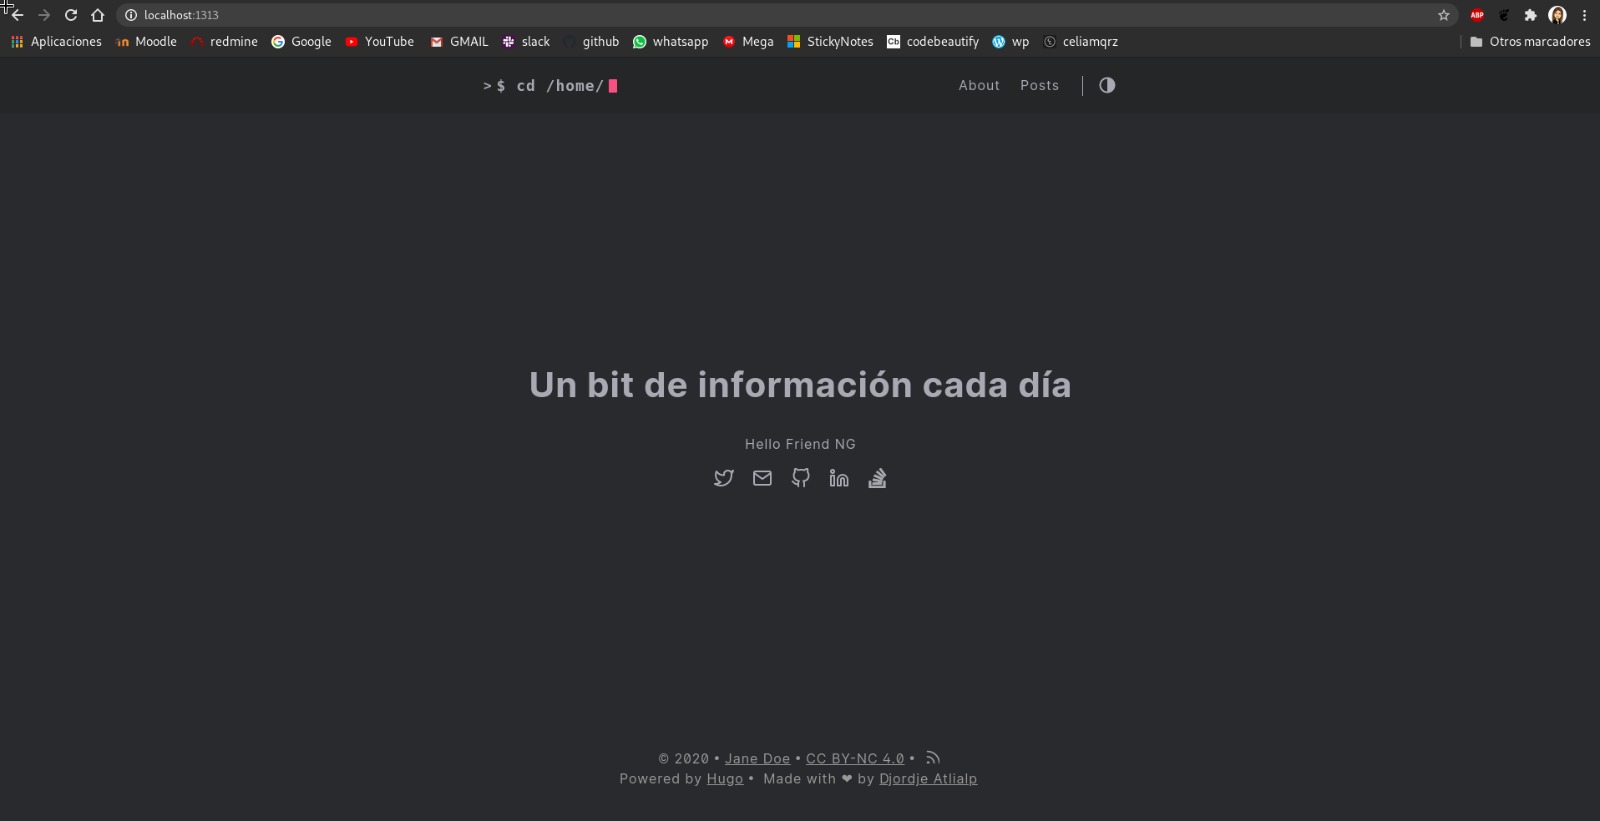 localhost:1313
ABP
Aplicaciones Moodle redmine Google YouTube GMAIL slack github whatsapp Mega StickyNotes Cb codebeautify wp celiamqrz Otros marcadores
>$ cd /home/ About Posts
Un bit de información cada día
Hello Friend NG
© 2020 • Jane Doe • CC BY-NC 4.0 •
Powered by Hugo • Made with ❤ by Djordje Atlialp